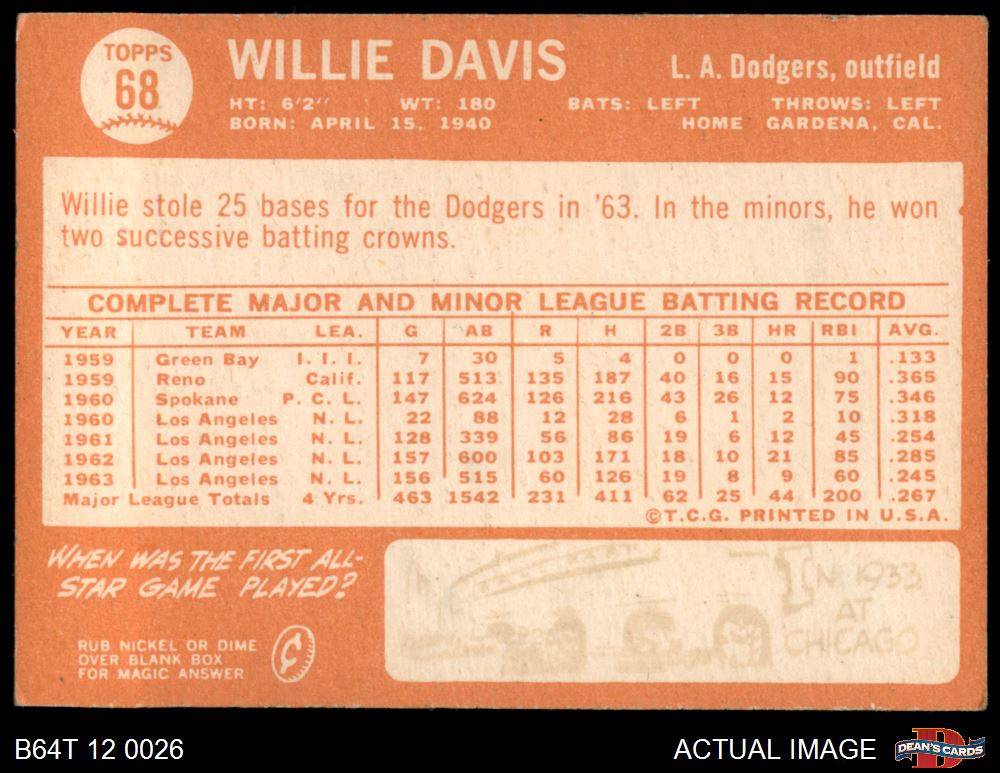 TOPPS
68
WILLIE DAVIS
L. A. Dodgers, outfield
HT: 6'2" WT: 180 BATS: LEFT THROWS: LEFT
BORN: APRIL 15, 1940 HOME GARDENA, CAL.
Willie stole 25 bases for the Dodgers in '63. In the minors, he won
two successive batting crowns.
COMPLETE MAJOR AND MINOR LEAGUE BATTING RECORD
YEAR TEAM LEA. G AB R H 2B 3B HR RBI AVG.
1959 Green Bay I. I. I. 7 30 5 4 0 0 0 1 .133
1959 Reno Calif. 117 513 135 187 40 16 15 90 .365
1960 Spokane P. C. L. 147 624 126 216 43 26 12 75 .346
1960 Los Angeles N. L. 22 88 12 28 6 1 2 10 .318
1961 Los Angeles N. L. 128 339 56 86 19 6 12 45 .254
1962 Los Angeles N. L. 157 600 103 171 18 10 21 85 .285
1963 Los Angeles N. L. 156 515 60 126 19 8 9 60 .245
Major League Totals 4 Yrs. 463 1542 231 411 62 25 44 200 .267
©T.C.G. PRINTED IN U.S.A.
WHEN WAS THE FIRST ALL-
STAR GAME PLAYED?
RUB NICKEL OR DIME
OVER BLANK BOX
FOR MAGIC ANSWER
IN 1933
AT
CHICAGO
B64T 12 0026
ACTUAL IMAGE
D
DEAN'S CARDS